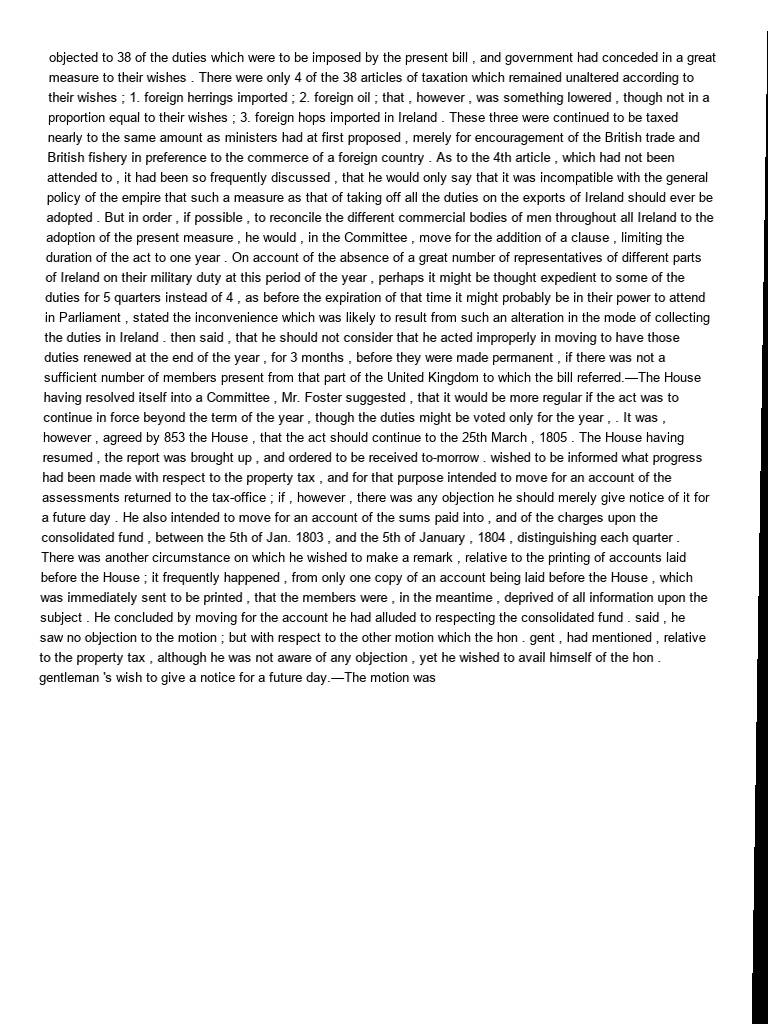 objected to 38 of the duties which were to be imposed by the present bill , and government had conceded in a great
measure to their wishes . There were only 4 of the 38 articles of taxation which remained unaltered according to
their wishes ; 1. foreign herrings imported ; 2. foreign oil ; that , however , was something lowered , though not in a
proportion equal to their wishes ; 3. foreign hops imported in Ireland . These three were continued to be taxed
nearly to the same amount as ministers had at first proposed , merely for encouragement of the British trade and
British fishery in preference to the commerce of a foreign country . As to the 4th article , which had not been
attended to , it had been so frequently discussed , that he would only say that it was incompatible with the general
policy of the empire that such a measure as that of taking off all the duties on the exports of Ireland should ever be
adopted . But in order , if possible , to reconcile the different commercial bodies of men throughout all Ireland to the
adoption of the present measure , he would , in the Committee , move for the addition of a clause , limiting the
duration of the act to one year . On account of the absence of a great number of representatives of different parts
of Ireland on their military duty at this period of the year , perhaps it might be thought expedient to some of the
duties for 5 quarters instead of 4 , as before the expiration of that time it might probably be in their power to attend
in Parliament , stated the inconvenience which was likely to result from such an alteration in the mode of collecting
the duties in Ireland . then said , that he should not consider that he acted improperly in moving to have those
duties renewed at the end of the year , for 3 months , before they were made permanent , if there was not a
sufficient number of members present from that part of the United Kingdom to which the bill referred.—The House
having resolved itself into a Committee , Mr. Foster suggested , that it would be more regular if the act was to
continue in force beyond the term of the year , though the duties might be voted only for the year , . It was ,
however , agreed by 853 the House , that the act should continue to the 25th March , 1805 . The House having
resumed , the report was brought up , and ordered to be received to-morrow . wished to be informed what progress
had been made with respect to the property tax , and for that purpose intended to move for an account of the
assessments returned to the tax-office ; if , however , there was any objection he should merely give notice of it for
a future day . He also intended to move for an account of the sums paid into , and of the charges upon the
consolidated fund , between the 5th of Jan. 1803 , and the 5th of January , 1804 , distinguishing each quarter .
There was another circumstance on which he wished to make a remark , relative to the printing of accounts laid
before the House ; it frequently happened , from only one copy of an account being laid before the House , which
was immediately sent to be printed , that the members were , in the meantime , deprived of all information upon the
subject . He concluded by moving for the account he had alluded to respecting the consolidated fund . said , he
saw no objection to the motion ; but with respect to the other motion which the hon . gent , had mentioned , relative
to the property tax , although he was not aware of any objection , yet he wished to avail himself of the hon .
gentleman 's wish to give a notice for a future day.—The motion was